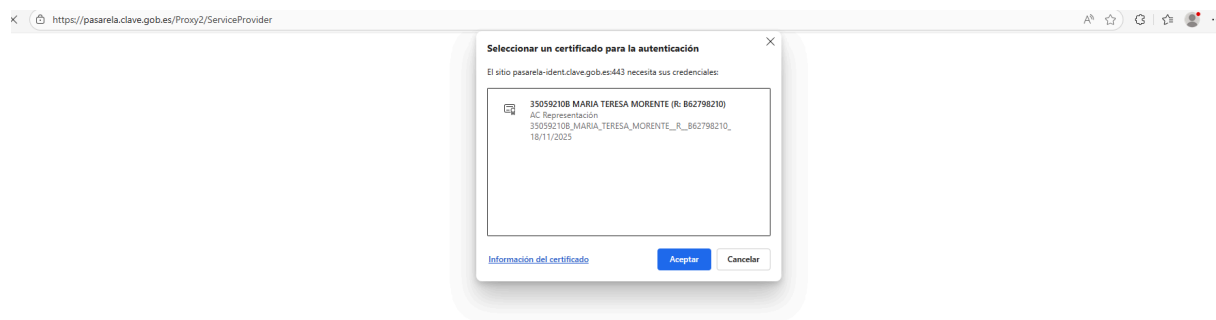 https://pasarela.clave.gob.es/Proxy2/ServiceProvider
Seleccionar un certificado para la autenticación
El sitio pasarela-ident.clave.gob.es:443 necesita sus credenciales:
35059210B MARIA TERESA MORENTE (R: B62798210)
AC Representación
35059210B_MARIA_TERESA_MORENTE__R__B62798210_
18/11/2025
Información del certificado
Aceptar
Cancelar